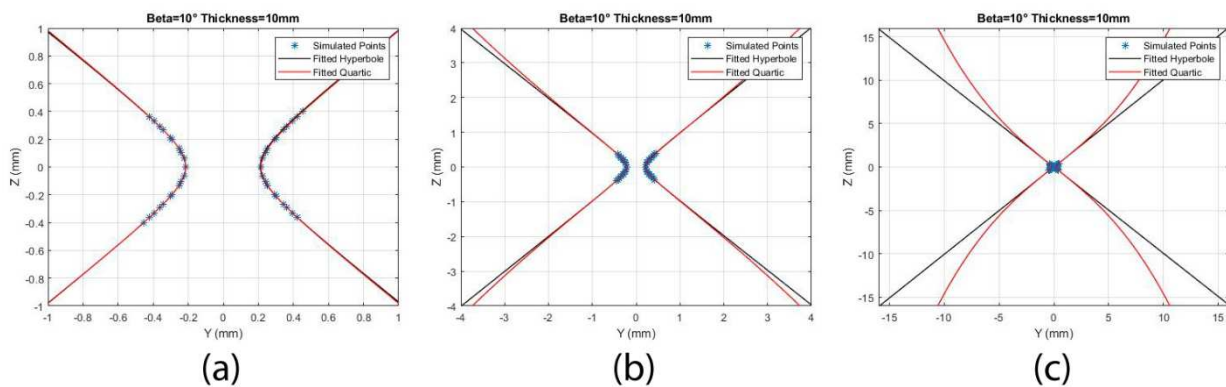 Beta=10° Thickness=10mm
Simulated Points
Fitted Hyperbole
Fitted Quartic
1
0.8
0.6
0.4
0.2
0
-0.2
-0.4
-0.6
-0.8
-1
Z (mm)
-1 -0.8 -0.6 -0.4 -0.2 0 0.2 0.4 0.6 0.8 1
Y (mm)
(a)
Beta=10° Thickness=10mm
Simulated Points
Fitted Hyperbole
Fitted Quartic
4
3
2
1
0
-1
-2
-3
-4
Z (mm)
-4 -3 -2 -1 0 1 2 3 4
Y (mm)
(b)
Beta=10° Thickness=10mm
Simulated Points
Fitted Hyperbole
Fitted Quartic
15
10
5
0
-5
-10
-15
Z (mm)
-15 -10 -5 0 5 10 15
Y (mm)
(c)